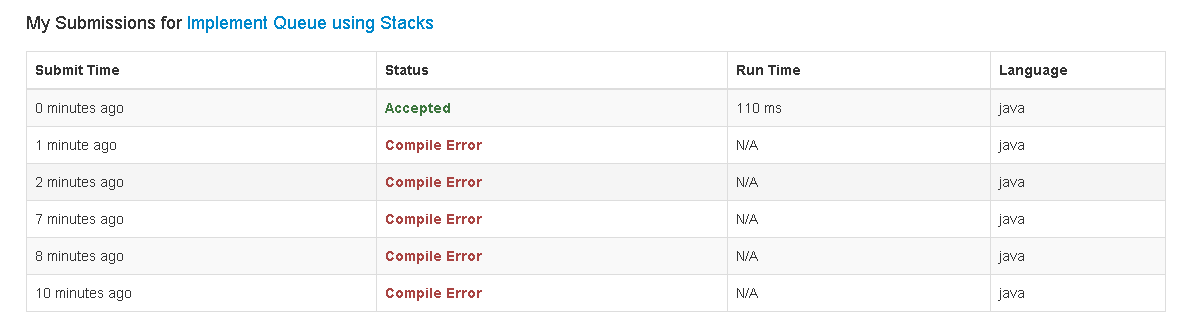 My Submissions for Implement Queue using Stacks
Submit Time Status Run Time Language
0 minutes ago Accepted 110 ms java
1 minute ago Compile Error N/A java
2 minutes ago Compile Error N/A java
7 minutes ago Compile Error N/A java
8 minutes ago Compile Error N/A java
10 minutes ago Compile Error N/A java